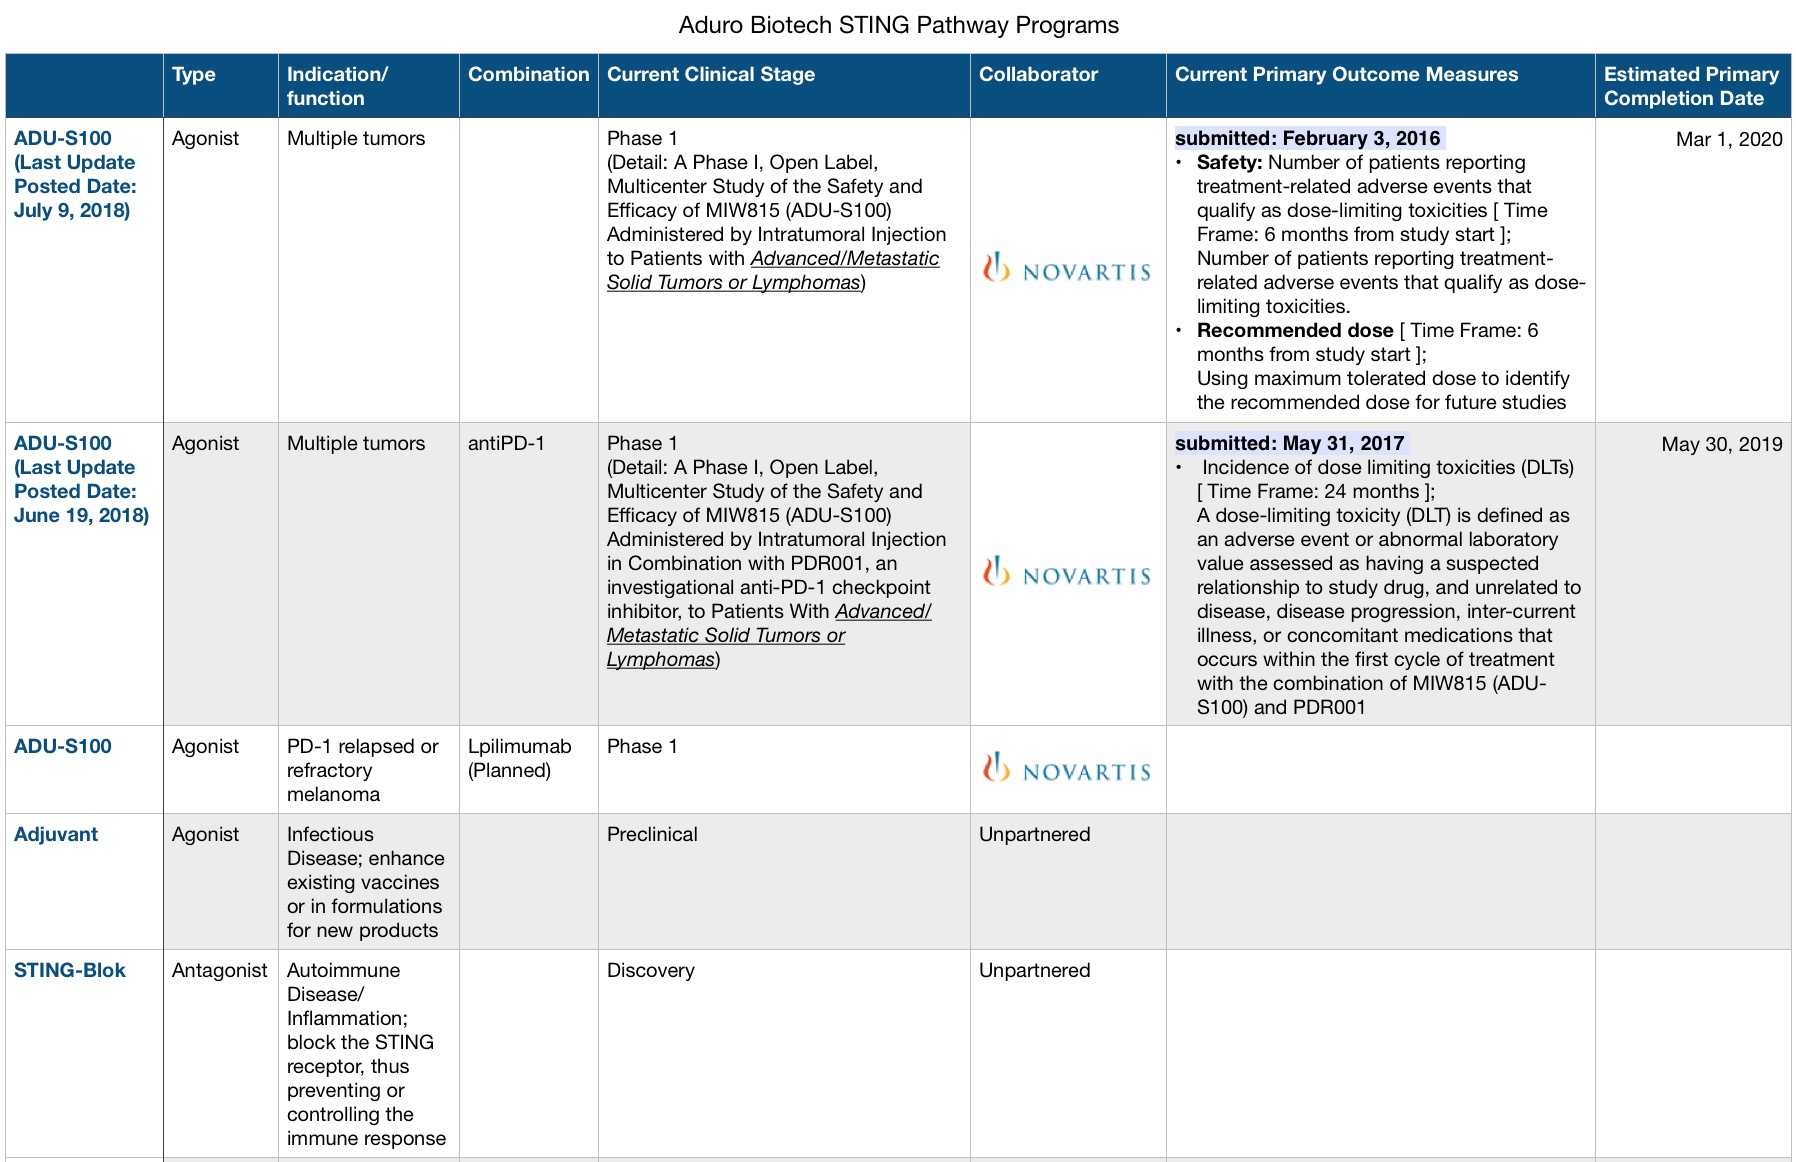 Aduro Biotech STING Pathway Programs
Type
Indication/
function
Combination
Current Clinical Stage
Collaborator
Current Primary Outcome Measures
Estimated Primary
Completion Date
ADU-S100
(Last Update
Posted Date:
July 9, 2018)
Agonist
Multiple tumors
Phase 1
(Detail: A Phase I, Open Label,
Multicenter Study of the Safety and
Efficacy of MIW815 (ADU-S100)
Administered by Intratumoral Injection
to Patients with Advanced/Metastatic
Solid Tumors or Lymphomas)
NOVARTIS
submitted: February 3, 2016
• Safety: Number of patients reporting
treatment-related adverse events that
qualify as dose-limiting toxicities [ Time
Frame: 6 months from study start ];
Number of patients reporting treatment-
related adverse events that qualify as dose-
limiting toxicities.
• Recommended dose [ Time Frame: 6
months from study start ];
Using maximum tolerated dose to identify
the recommended dose for future studies
Mar 1, 2020
ADU-S100
(Last Update
Posted Date:
June 19, 2018)
Agonist
Multiple tumors
antiPD-1
Phase 1
(Detail: A Phase I, Open Label,
Multicenter Study of the Safety and
Efficacy of MIW815 (ADU-S100)
Administered by Intratumoral Injection
in Combination with PDR001, an
investigational anti-PD-1 checkpoint
inhibitor, to Patients With Advanced/
Metastatic Solid Tumors or
Lymphomas)
NOVARTIS
submitted: May 31, 2017
• Incidence of dose limiting toxicities (DLTs)
[ Time Frame: 24 months ];
A dose-limiting toxicity (DLT) is defined as
an adverse event or abnormal laboratory
value assessed as having a suspected
relationship to study drug, and unrelated to
disease, disease progression, inter-current
illness, or concomitant medications that
occurs within the first cycle of treatment
with the combination of MIW815 (ADU-
S100) and PDR001
May 30, 2019
ADU-S100
Agonist
PD-1 relapsed or
refractory
melanoma
Lpilimumab
(Planned)
Phase 1
NOVARTIS
Adjuvant
Agonist
Infectious
Disease; enhance
existing vaccines
or in formulations
for new products
Preclinical
Unpartnered
STING-Blok
Antagonist
Autoimmune
Disease/
Inflammation;
block the STING
receptor, thus
preventing or
controlling the
immune response
Discovery
Unpartnered